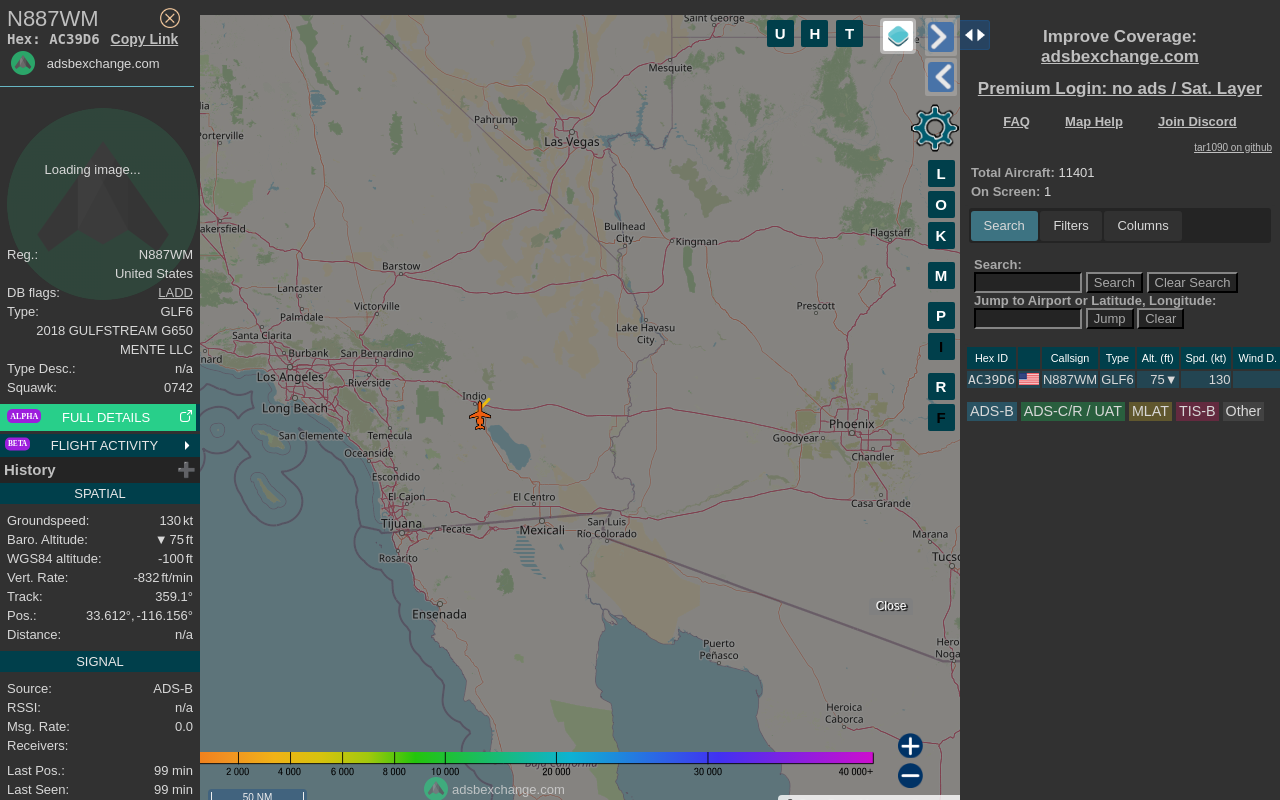 N887WM
Hex: AC39D6 Copy Link
adsbexchange.com
Loading image...
Reg.: N887WM
United States
DB flags: LADD
Type: GLF6
2018 GULFSTREAM G650
MENTE LLC
Type Desc.: n/a
Squawk: 0742
ALPHA FULL DETAILS
BETA FLIGHT ACTIVITY
History
SPATIAL
Groundspeed: 130 kt
Baro. Altitude: ▼ 75 ft
WGS84 altitude: -100 ft
Vert. Rate: -832 ft/min
Track: 359.1°
Pos.: 33.612°, -116.156°
Distance: n/a
SIGNAL
Source: ADS-B
RSSI: n/a
Msg. Rate: 0.0
Receivers:
Last Pos.: 99 min
Last Seen: 99 min
Saint George
Mesquite
Pahrump
Las Vegas
Porterville
akersfield
Bullhead
City
Kingman
Flagstaff
Barstow
Lancaster
Victorville
Palmdale
Prescott
Lake Havasu
City
Santa Clarita
nard
Burbank
San Bernardino
Los Angeles
Riverside
Long Beach
Indio
San Clemente
Temecula
Phoenix
Goodyear
Chandler
Oceanside
Escondido
El Cajon
El Centro
Casa Grande
Tijuana
Tecate
Mexicali
San Luis
Río Colorado
Marana
Tucso
Rosarito
Ensenada
Puerto
Peñasco
Hero
Noga
Heroica
Caborca
Baja California
U H T
L
O
K
M
P
I
R
F
Close
2 000 4 000 6 000 8 000 10 000 20 000 30 000 40 000+
adsbexchange.com
50 NM
Improve Coverage:
adsbexchange.com
Premium Login: no ads / Sat. Layer
FAQ Map Help Join Discord
tar1090 on github
Total Aircraft: 11401
On Screen: 1
Search Filters Columns
Search:
Search Clear Search
Jump to Airport or Latitude, Longitude:
Jump Clear
Hex ID Callsign Type Alt. (ft) Spd. (kt) Wind D.
AC39D6 N887WM GLF6 75▼ 130
ADS-B ADS-C/R / UAT MLAT TIS-B Other